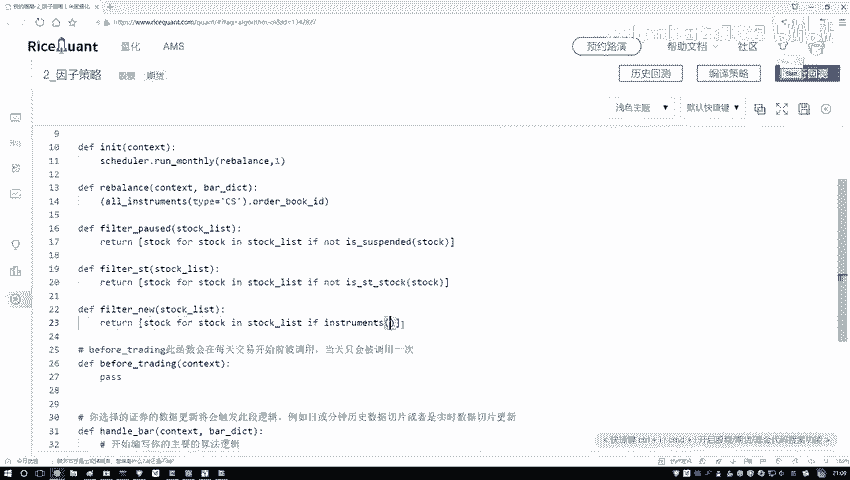 RiceQuant 量化 AMS 预约路演 帮助文档 社区
2_因子策略 股票 期货 历史回测 编译策略 回测
浅色主题 默认快捷键
9
10 def init(context):
11 scheduler.run_monthly(rebalance,1)
12
13 def rebalance(context, bar_dict):
14 (all_instruments(type='CS').order_book_id)
15
16 def filter_paused(stock_list):
17 return [stock for stock in stock_list if not is_suspended(stock)]
18
19 def filter_st(stock_list):
20 return [stock for stock in stock_list if not is_st_stock(stock)]
21
22 def filter_new(stock_list):
23 return [stock for stock in stock_list if instruments()]
24
25 # before_trading此函数会在每天交易开始前被调用，当天只会被调用一次
26 def before_trading(context):
27 pass
28
29
30 # 你选择的证券的数据更新将会触发此段逻辑，例如日或分钟历史数据切片或者是实时数据切片更新
31 def handle_bar(context, bar_dict):
32 # 开始编写你的主要的算法逻辑
21:00